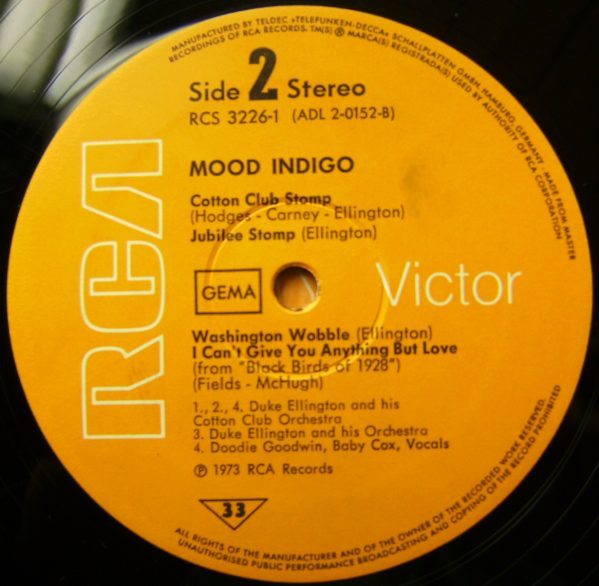 MANUFACTURED BY TELDEC »TELEFUNKEN-DECCA« SCHALLPLATTEN GMBH, HAMBURG, GERMANY · MADE FROM MASTER
RECORDINGS OF RCA RECORDS. TM(S) ® MARCA(S) REGISTRADA(S) USED BY AUTHORITY OF RCA CORPORATION
Side 2 Stereo
RCS 3226-1 (ADL 2-0152-B)
MOOD INDIGO
Cotton Club Stomp
(Hodges - Carney - Ellington)
Jubilee Stomp (Ellington)
RCA
GEMA
Victor
Washington Wobble (Ellington)
I Can't Give You Anything But Love
(from "Black Birds of 1928")
(Fields - McHugh)
1., 2., 4. Duke Ellington and his
Cotton Club Orchestra
3. Duke Ellington and his Orchestra
4. Doodie Goodwin, Baby Cox, Vocals
℗ 1973 RCA Records
33
ALL RIGHTS OF THE MANUFACTURER AND OF THE OWNER OF THE RECORDED WORK RESERVED.
UNAUTHORISED PUBLIC PERFORMANCE BROADCASTING AND COPYING OF THE RECORD PROHIBITED